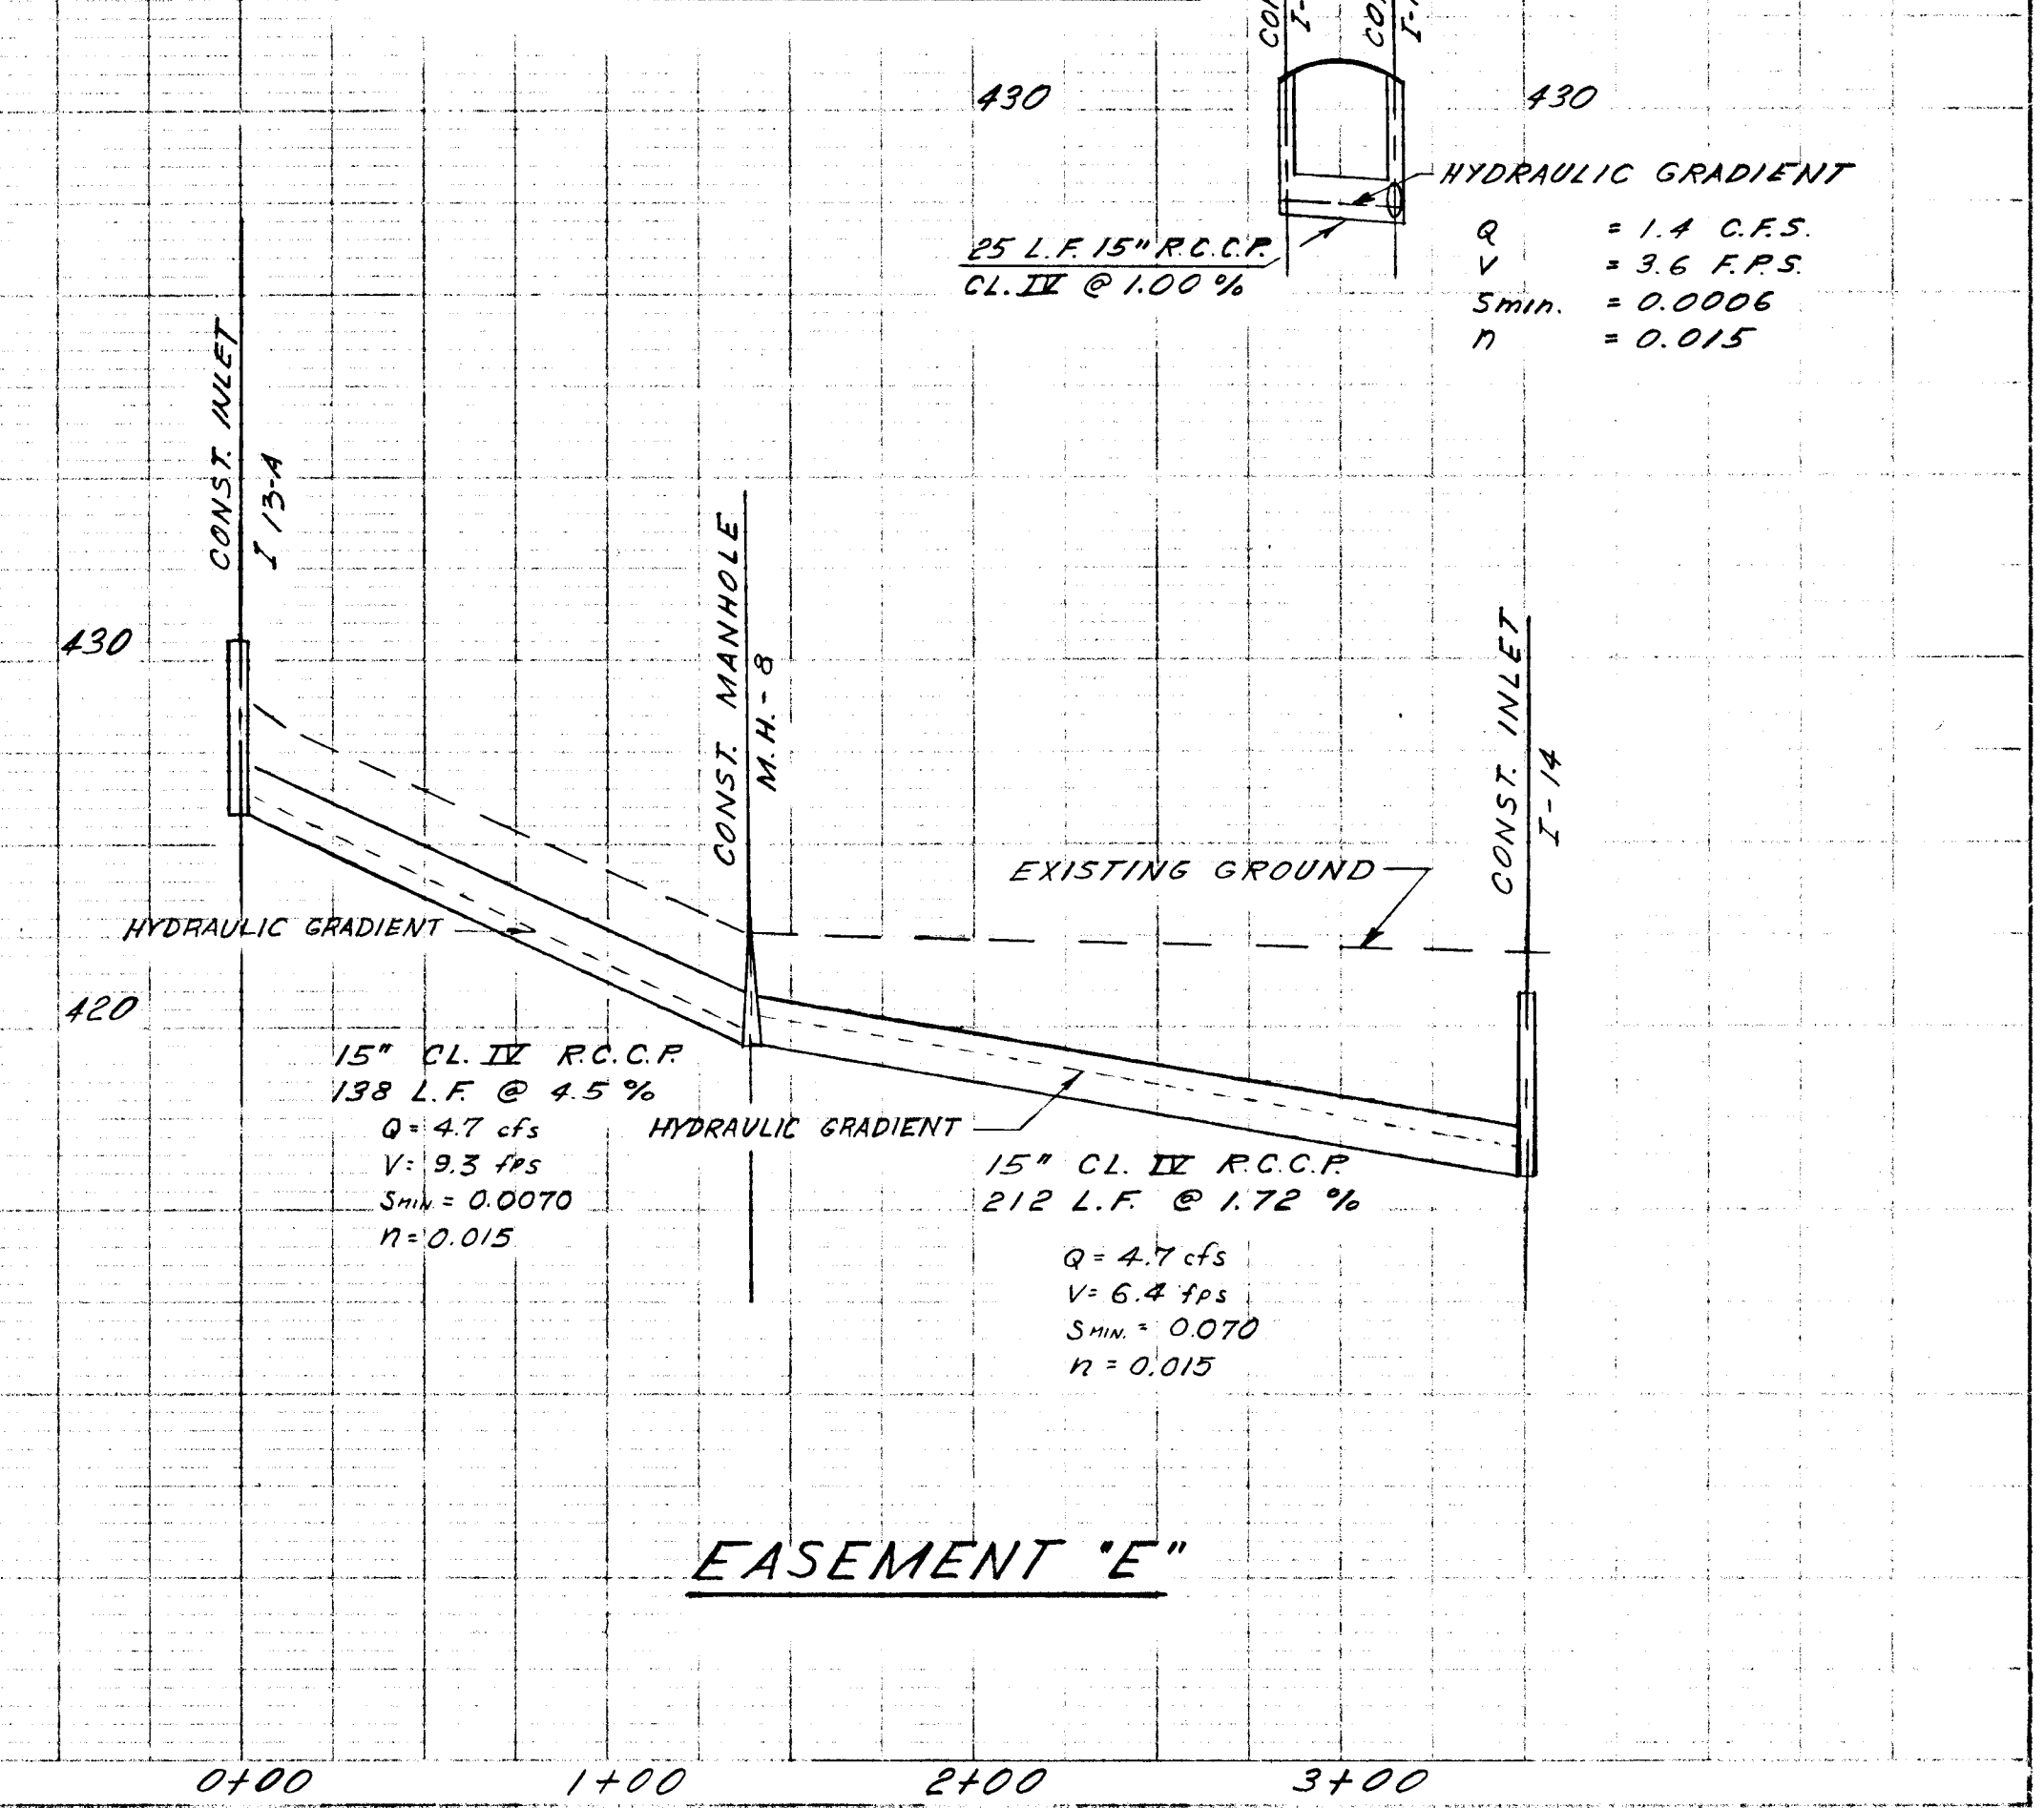 CO
I-
CO
I-
430
430
HYDRAULIC GRADIENT
Q = 1.4 C.F.S.
V = 3.6 F.P.S.
Smin. = 0.0006
n = 0.015
25 L.F. 15" R.C.C.P.
CL. IV @ 1.00 %
CONST. INLET
I 13-A
CONST. MANHOLE
M.H.-8
CONST. INLET
I-14
430
EXISTING GROUND
HYDRAULIC GRADIENT
420
15" CL. IV R.C.C.P.
138 L.F. @ 4.5 %
Q = 4.7 cfs
V = 9.3 fps
SMIN. = 0.0070
n = 0.015
HYDRAULIC GRADIENT
15" CL. IV R.C.C.P.
212 L.F. @ 1.72 %
Q = 4.7 cfs
V = 6.4 fps
SMIN. = 0.070
n = 0.015
EASEMENT "E"
0+00 1+00 2+00 3+00